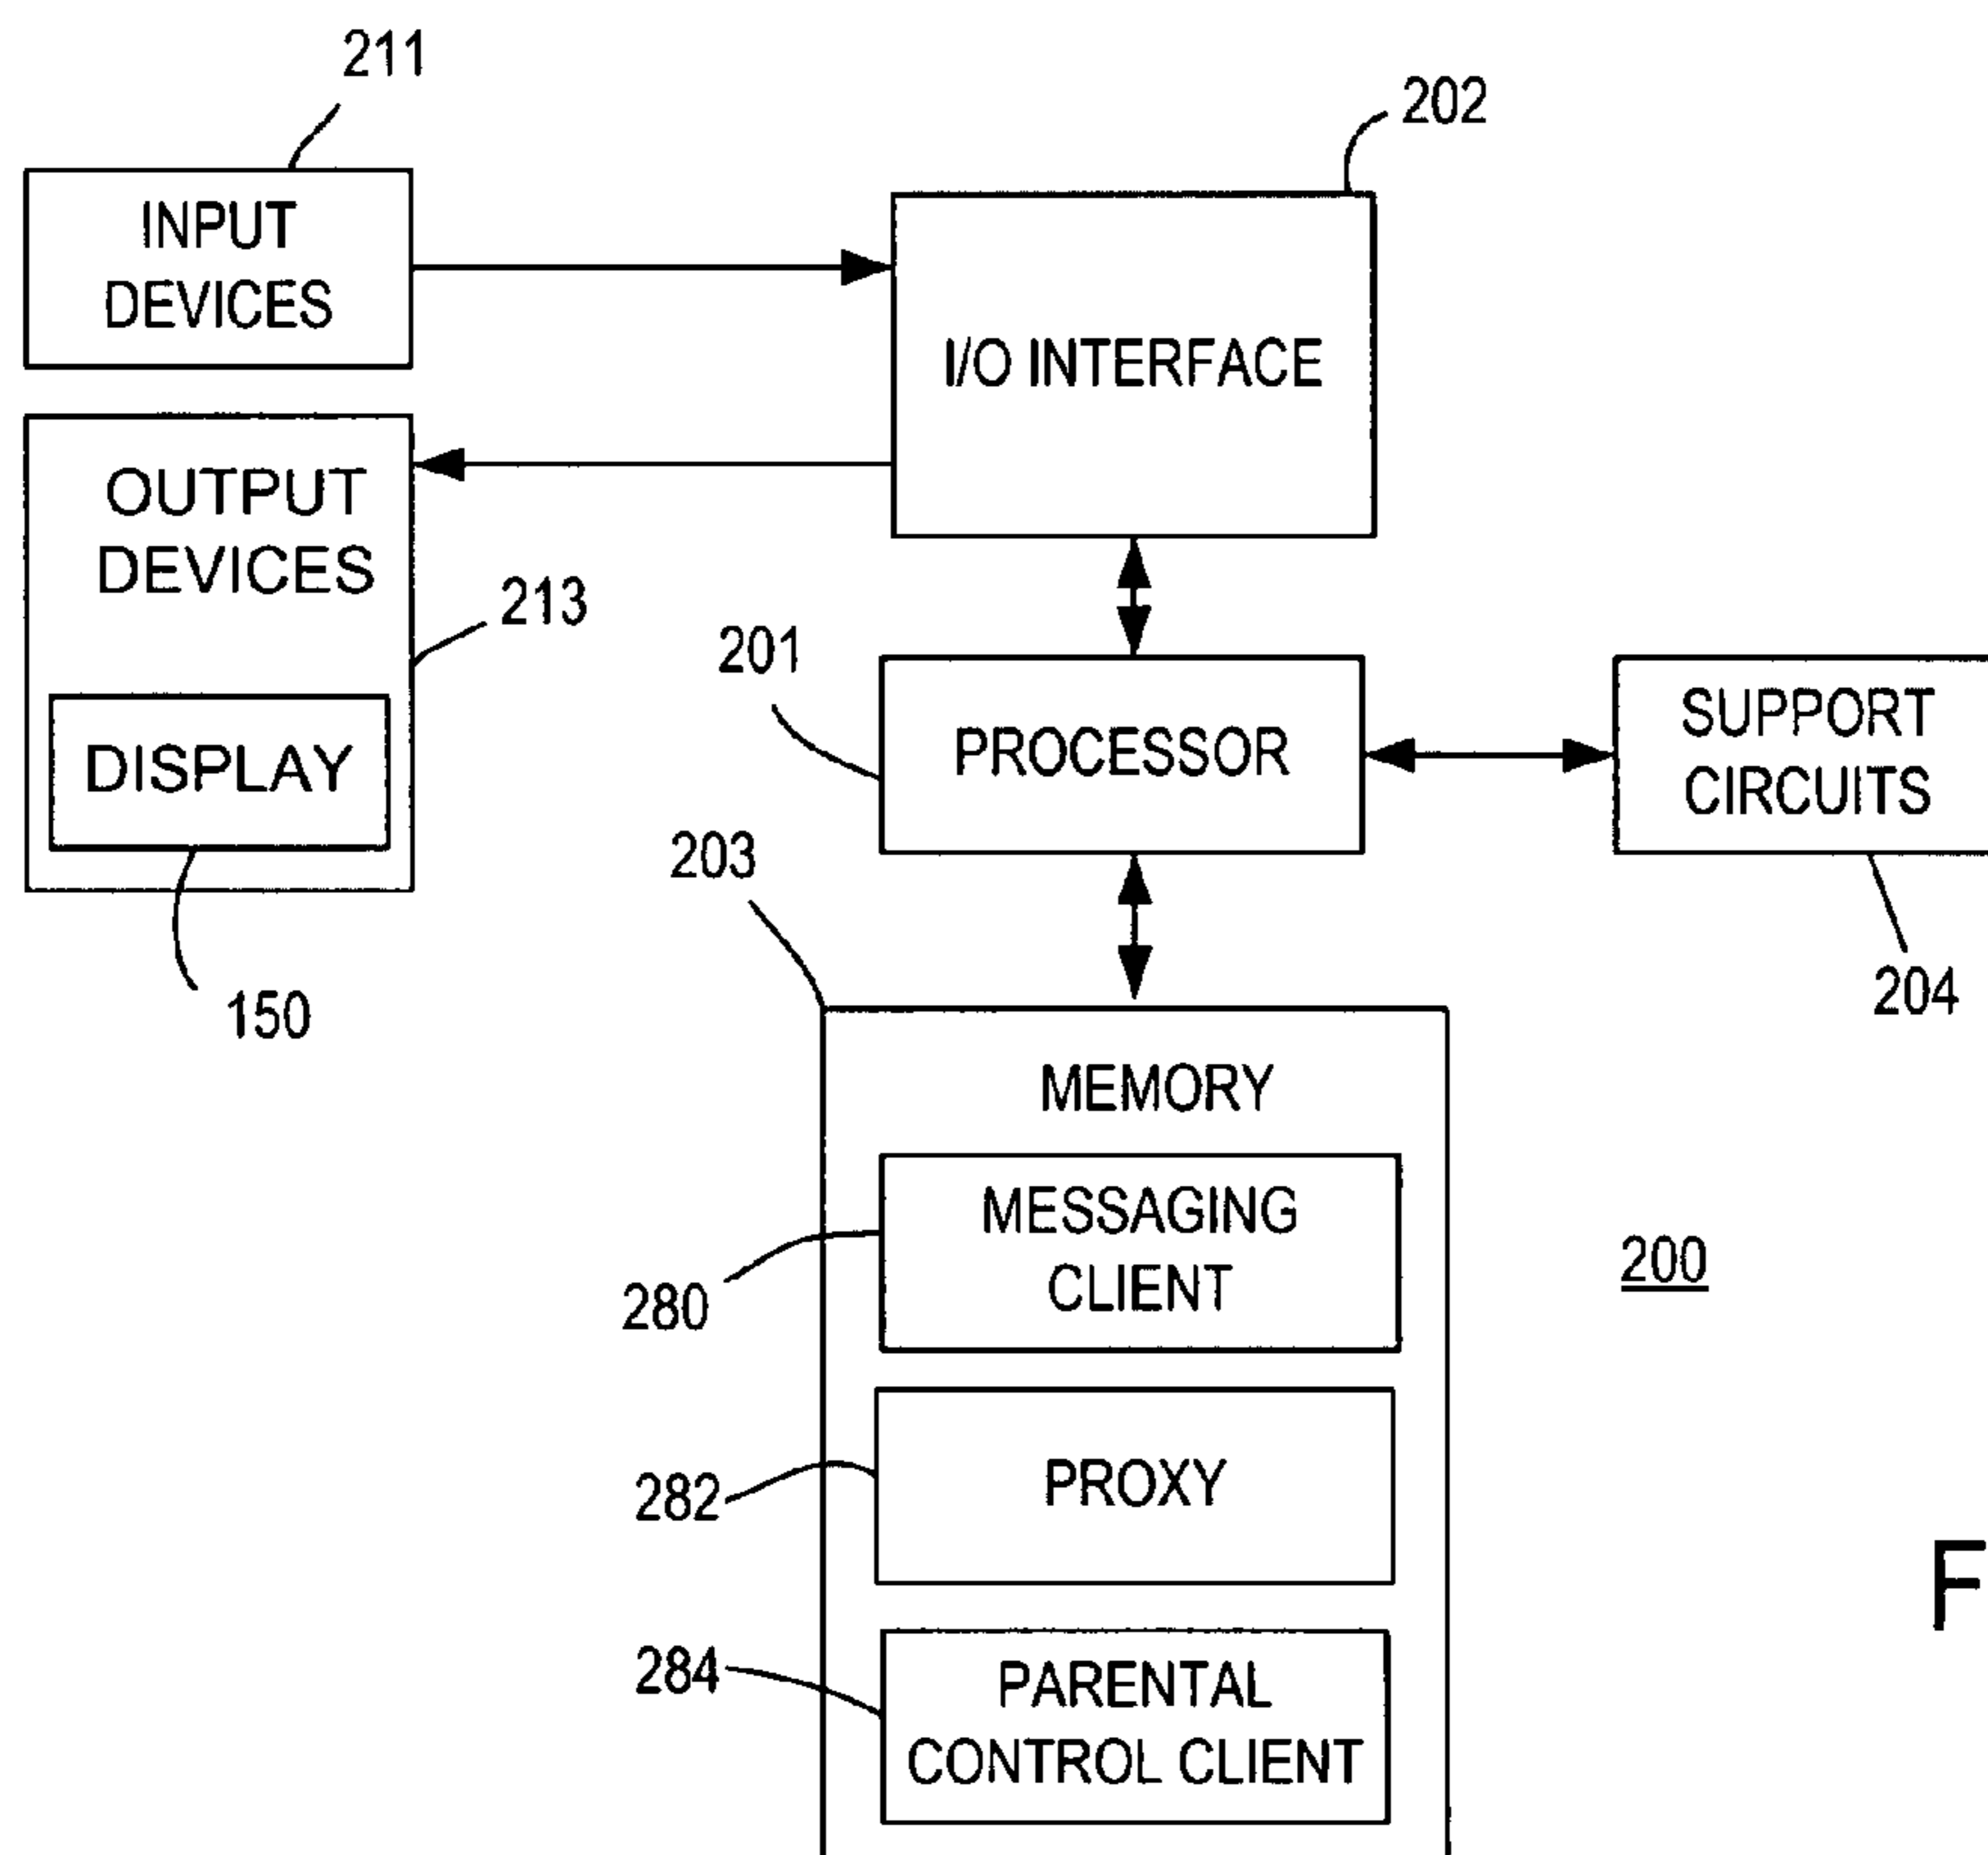 211
202
INPUT
DEVICES
I/O INTERFACE
OUTPUT
DEVICES
213
201
DISPLAY
PROCESSOR
SUPPORT
CIRCUITS
203
150
204
MEMORY
MESSAGING
CLIENT
280
200
PROXY
282
F
284
PARENTAL
CONTROL CLIENT